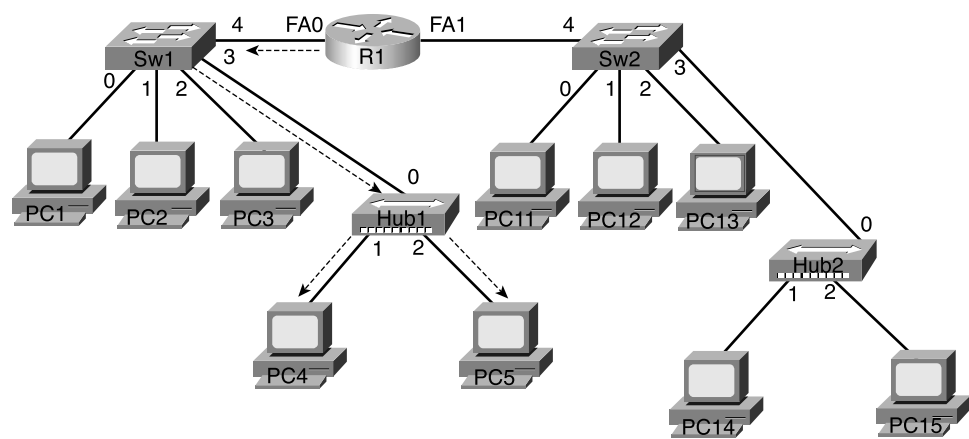 4 FA0 FA1 4
Sw1 3 R1 Sw2 3
0 1 2 0 1 2
PC1 PC2 PC3 0 PC11 PC12 PC13
Hub1 0
1 2 Hub2
1 2
PC4 PC5
PC14 PC15